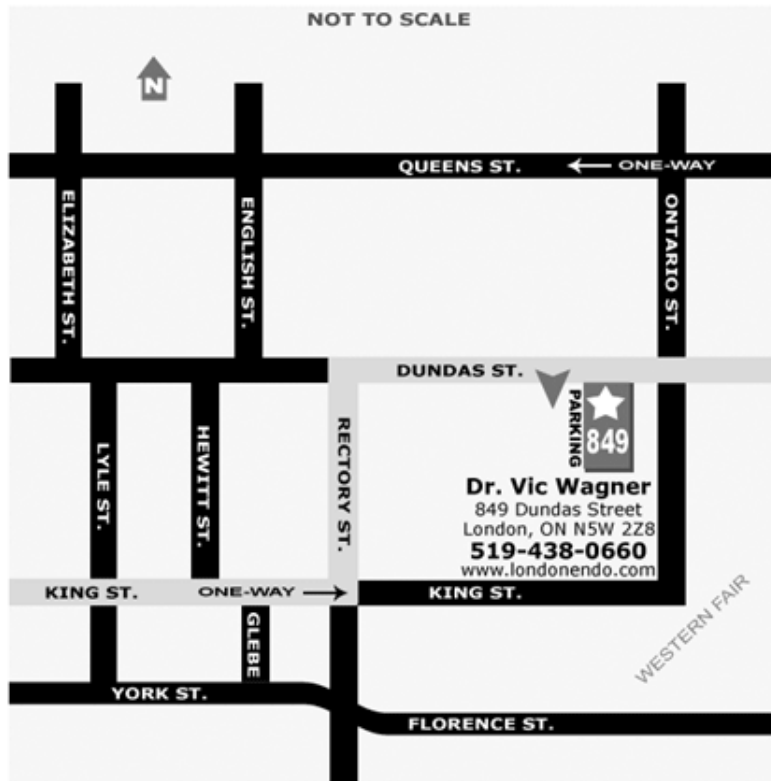 NOT TO SCALE
N
QUEENS ST.
ONE-WAY
ELIZABETH ST.
ENGLISH ST.
ONTARIO ST.
DUNDAS ST.
PARKING
849
LYLE ST.
HEWITT ST.
RECTORY ST.
Dr. Vic Wagner
849 Dundas Street
London, ON N5W 2Z8
519-438-0660
www.londonendo.com
KING ST.
ONE-WAY
KING ST.
GLEBE
WESTERN FAIR
YORK ST.
FLORENCE ST.